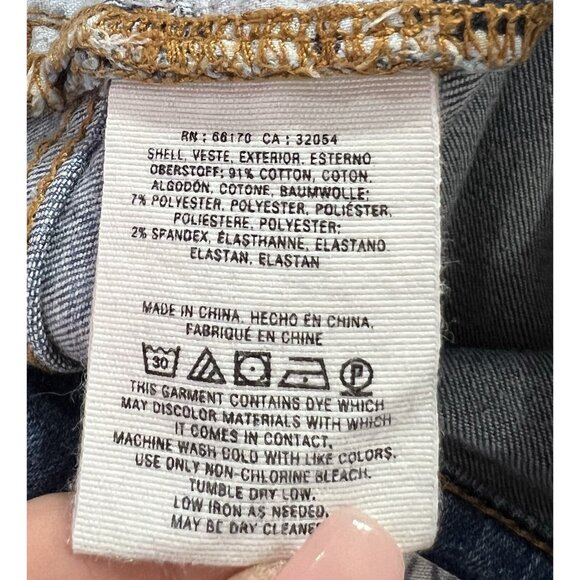 RN : 66170 CA : 32054
SHELL, VESTE, EXTERIOR, ESTERNO,
OBERSTOFF; 91% COTTON, COTON,
ALGODÓN, COTONE, BAUMWOLLE;
7% POLYESTER, POLYESTER, POLIÉSTER,
POLIESTERE, POLYESTER;
2% SPANDEX, ÉLASTHANNE, ELASTANO
ELASTAN, ELASTAN
MADE IN CHINA, HECHO EN CHINA,
FABRIQUÉ EN CHINE
30 P
THIS GARMENT CONTAINS DYE WHICH
MAY DISCOLOR MATERIALS WITH WHICH
IT COMES IN CONTACT.
MACHINE WASH COLD WITH LIKE COLORS.
USE ONLY NON-CHLORINE BLEACH.
TUMBLE DRY LOW.
LOW IRON AS NEEDED.
MAY BE DRY CLEANE